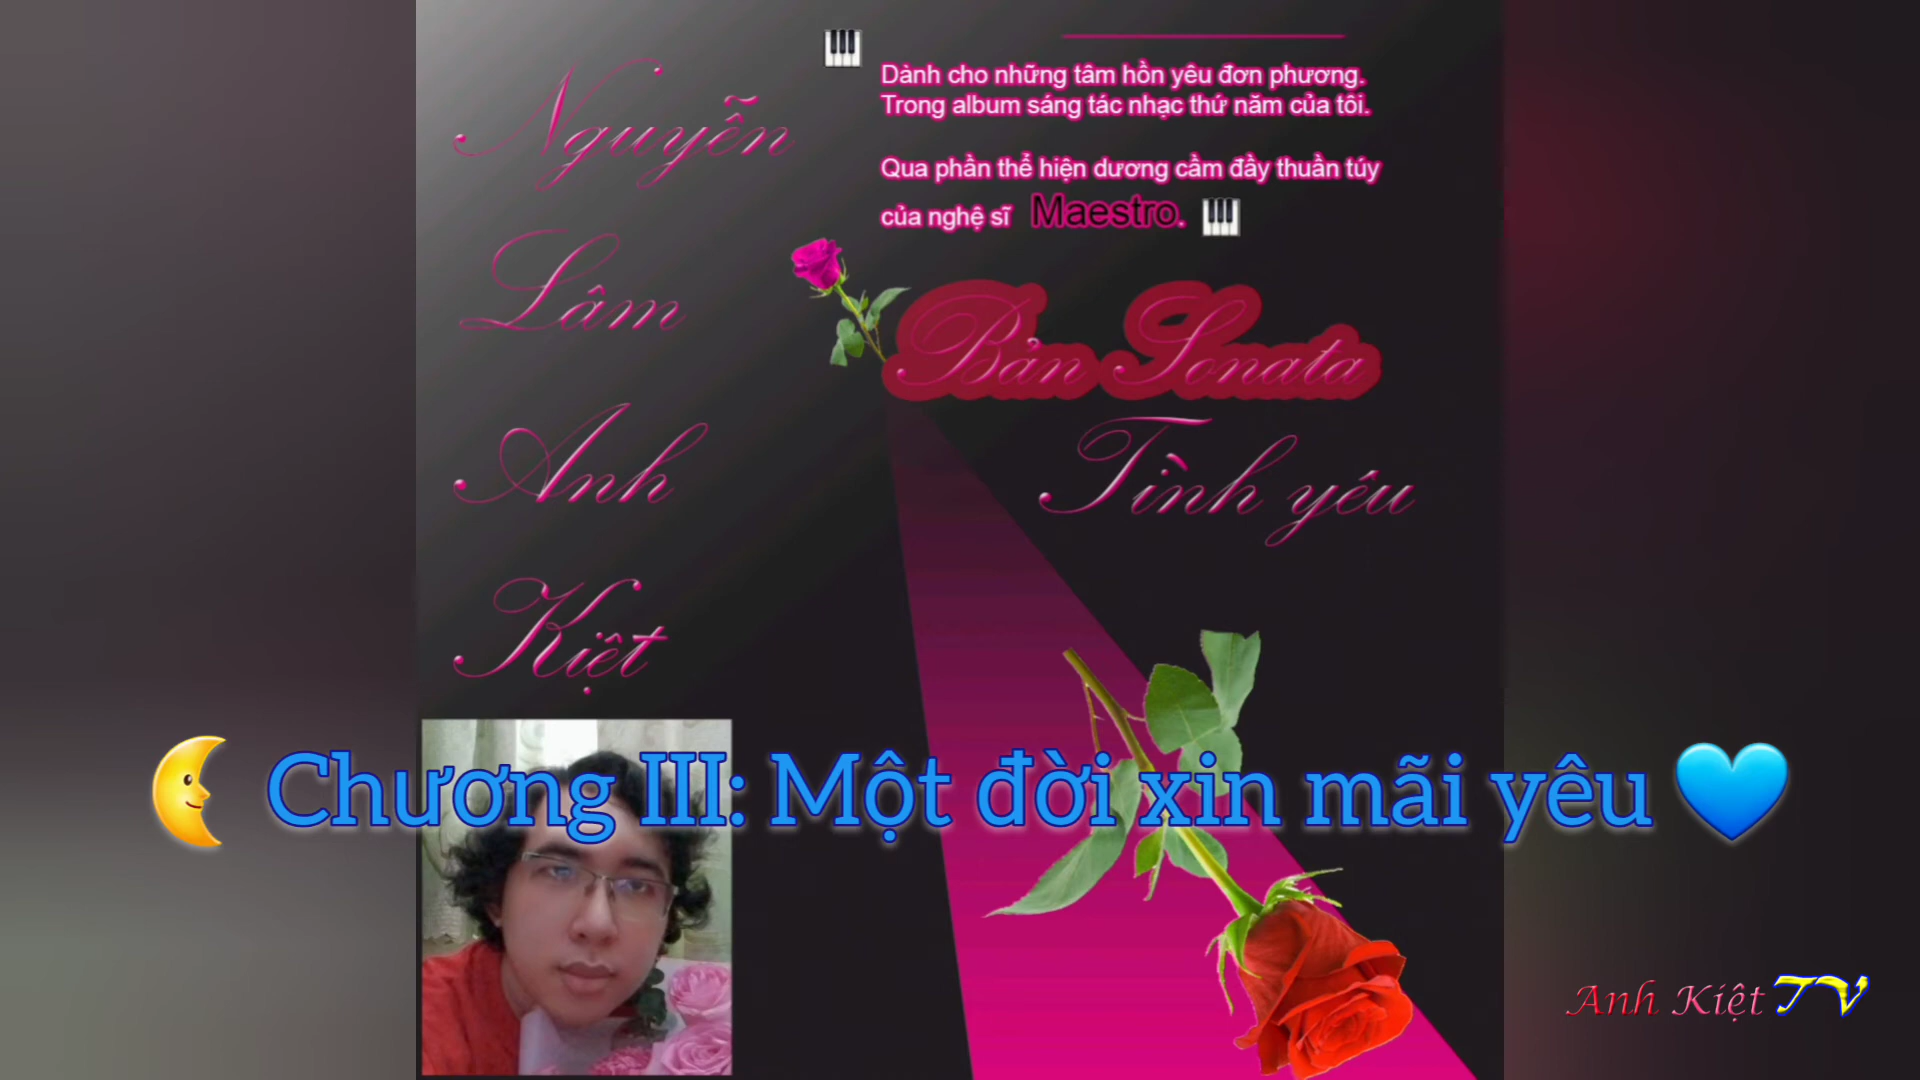 Nguyễn
Lâm
Anh
Kiệt
Dành cho những tâm hồn yêu đơn phương.
Trong album sáng tác nhạc thứ năm của tôi.
Qua phần thể hiện dương cầm đầy thuần túy
của nghệ sĩ Maestro.
Bản Sonata
Tình yêu
Chương III: Một đời xin mãi yêu
Anh Kiệt TV